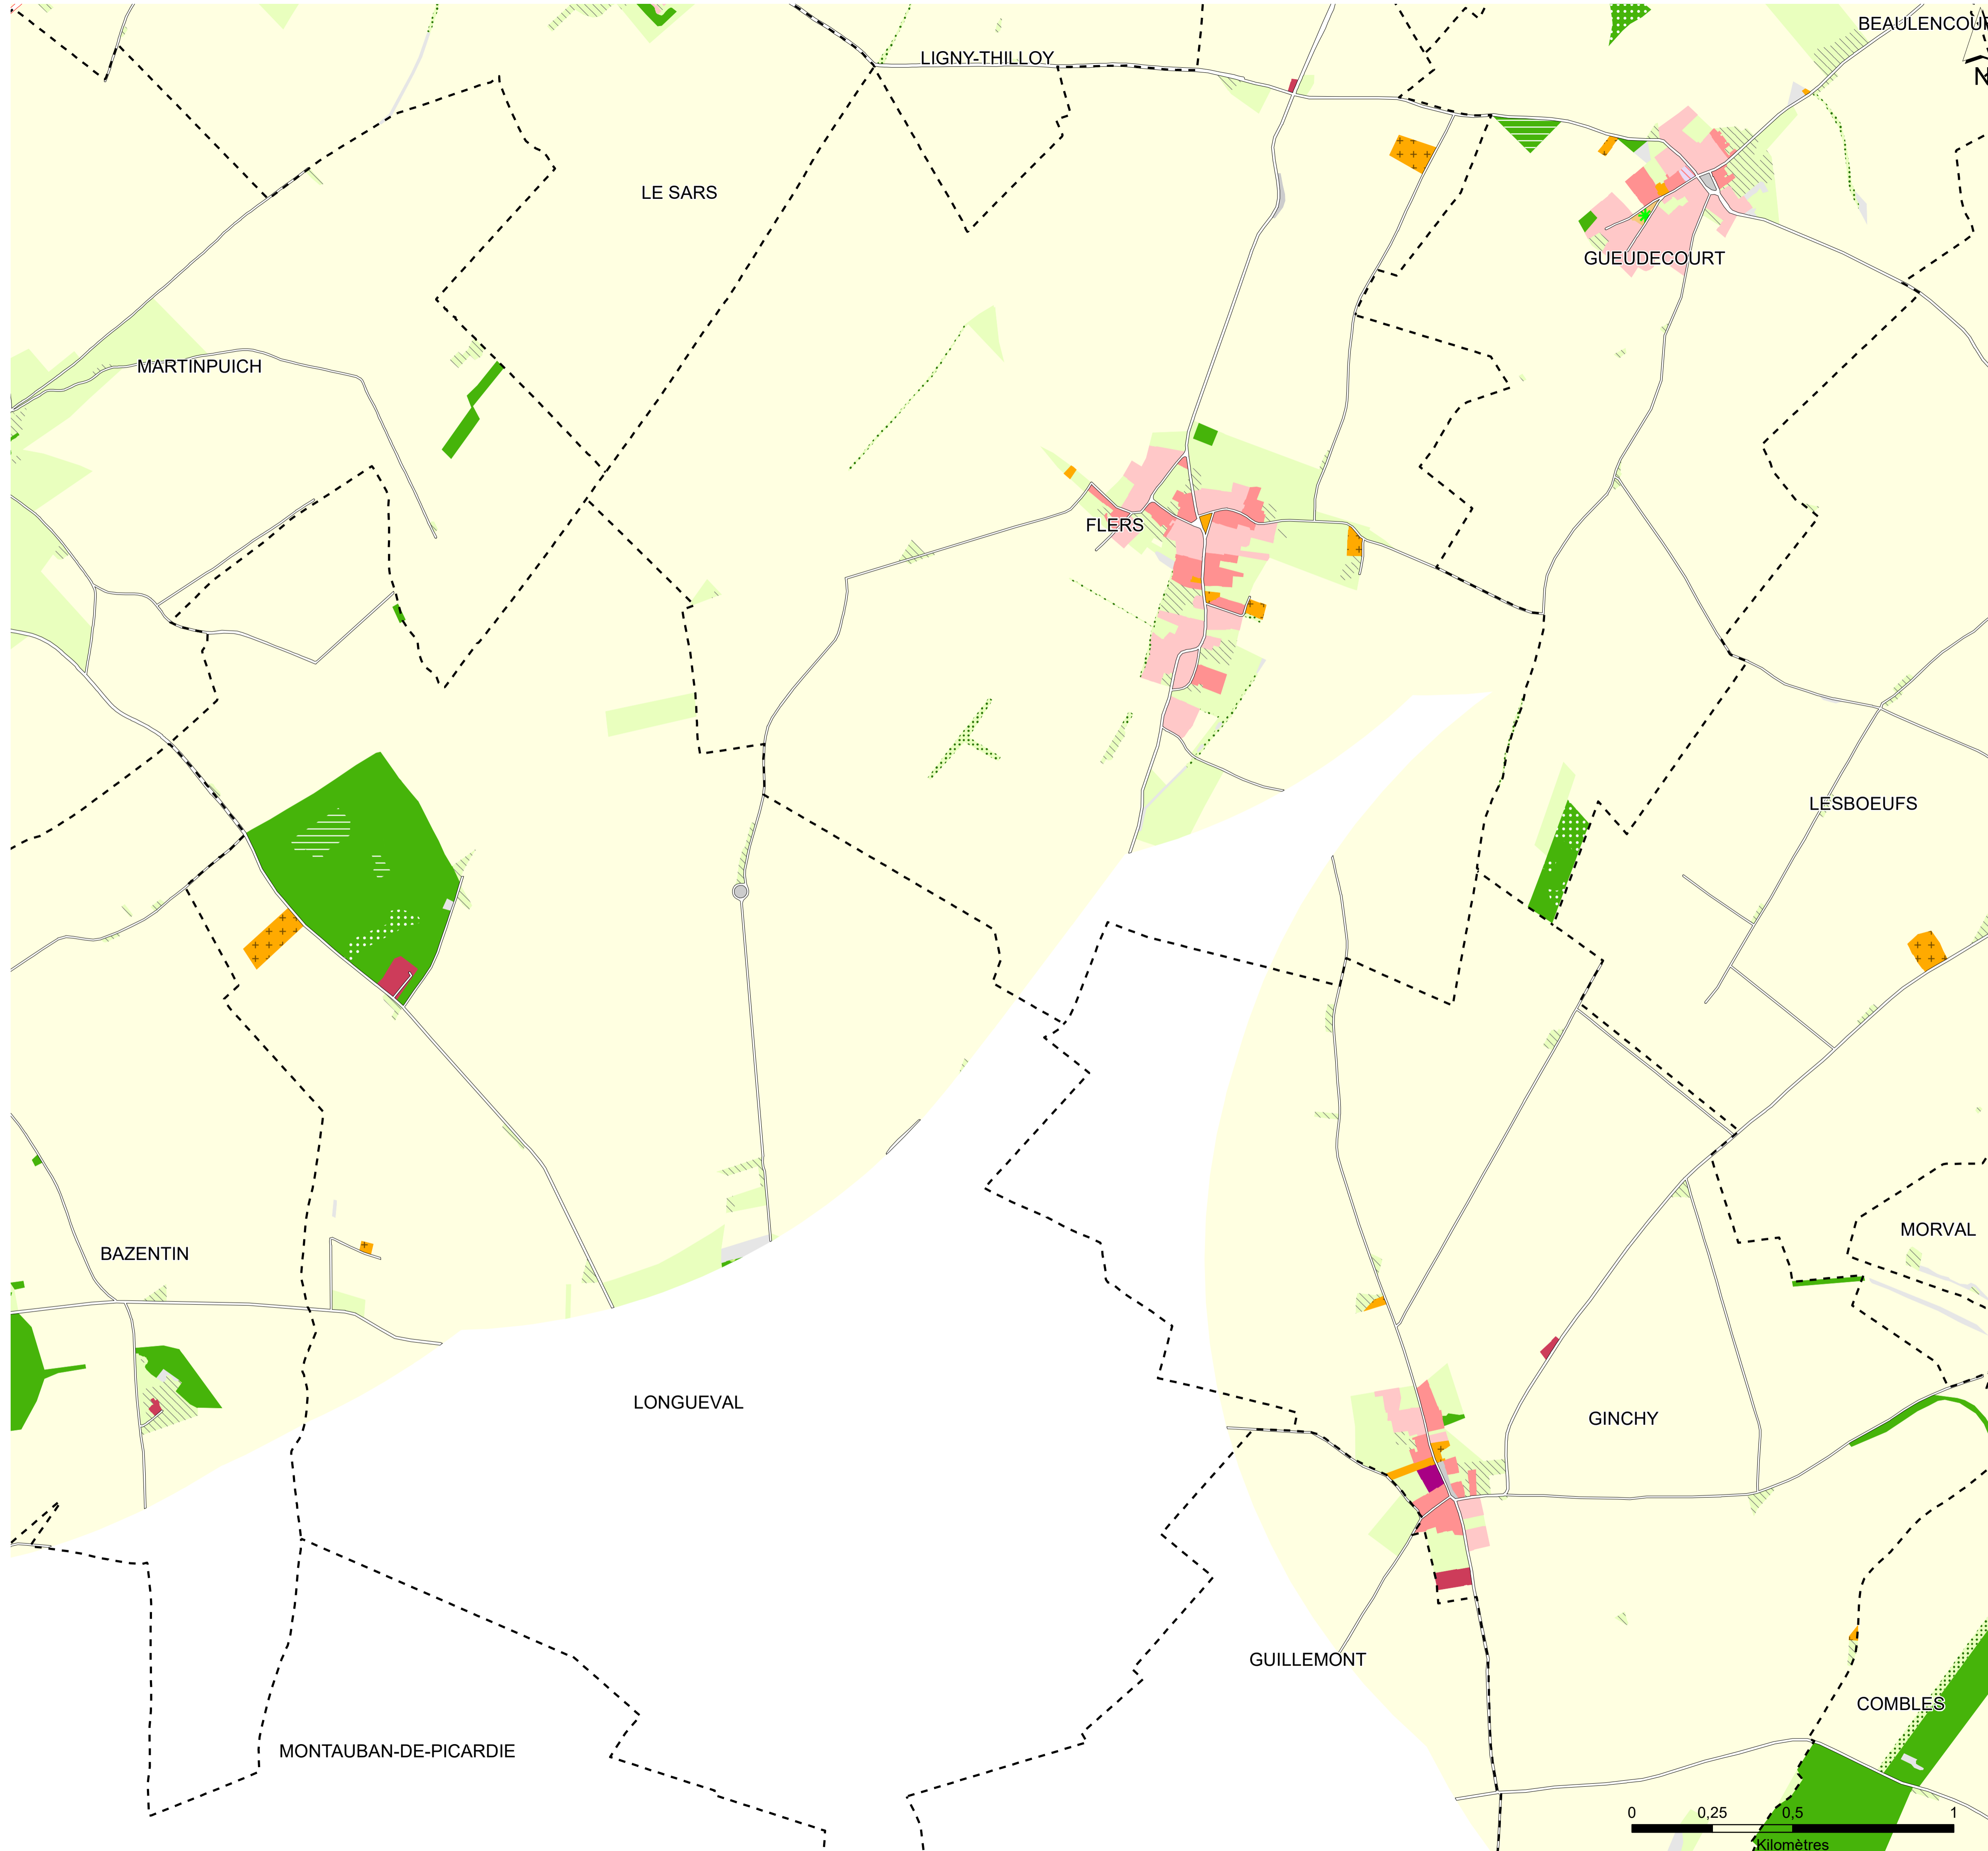 LIGNY-THILLOY
N
LE SARS
GUEUDECOURT
MARTINPUICH
FLERS
LESBOEUFS
MORVAL
BAZENTIN
LONGUEVAL
GINCHY
GUILLEMONT
COMBLES
MONTAUBAN-DE-PICARDIE
0 0,25 0,5 1
Kilomètres